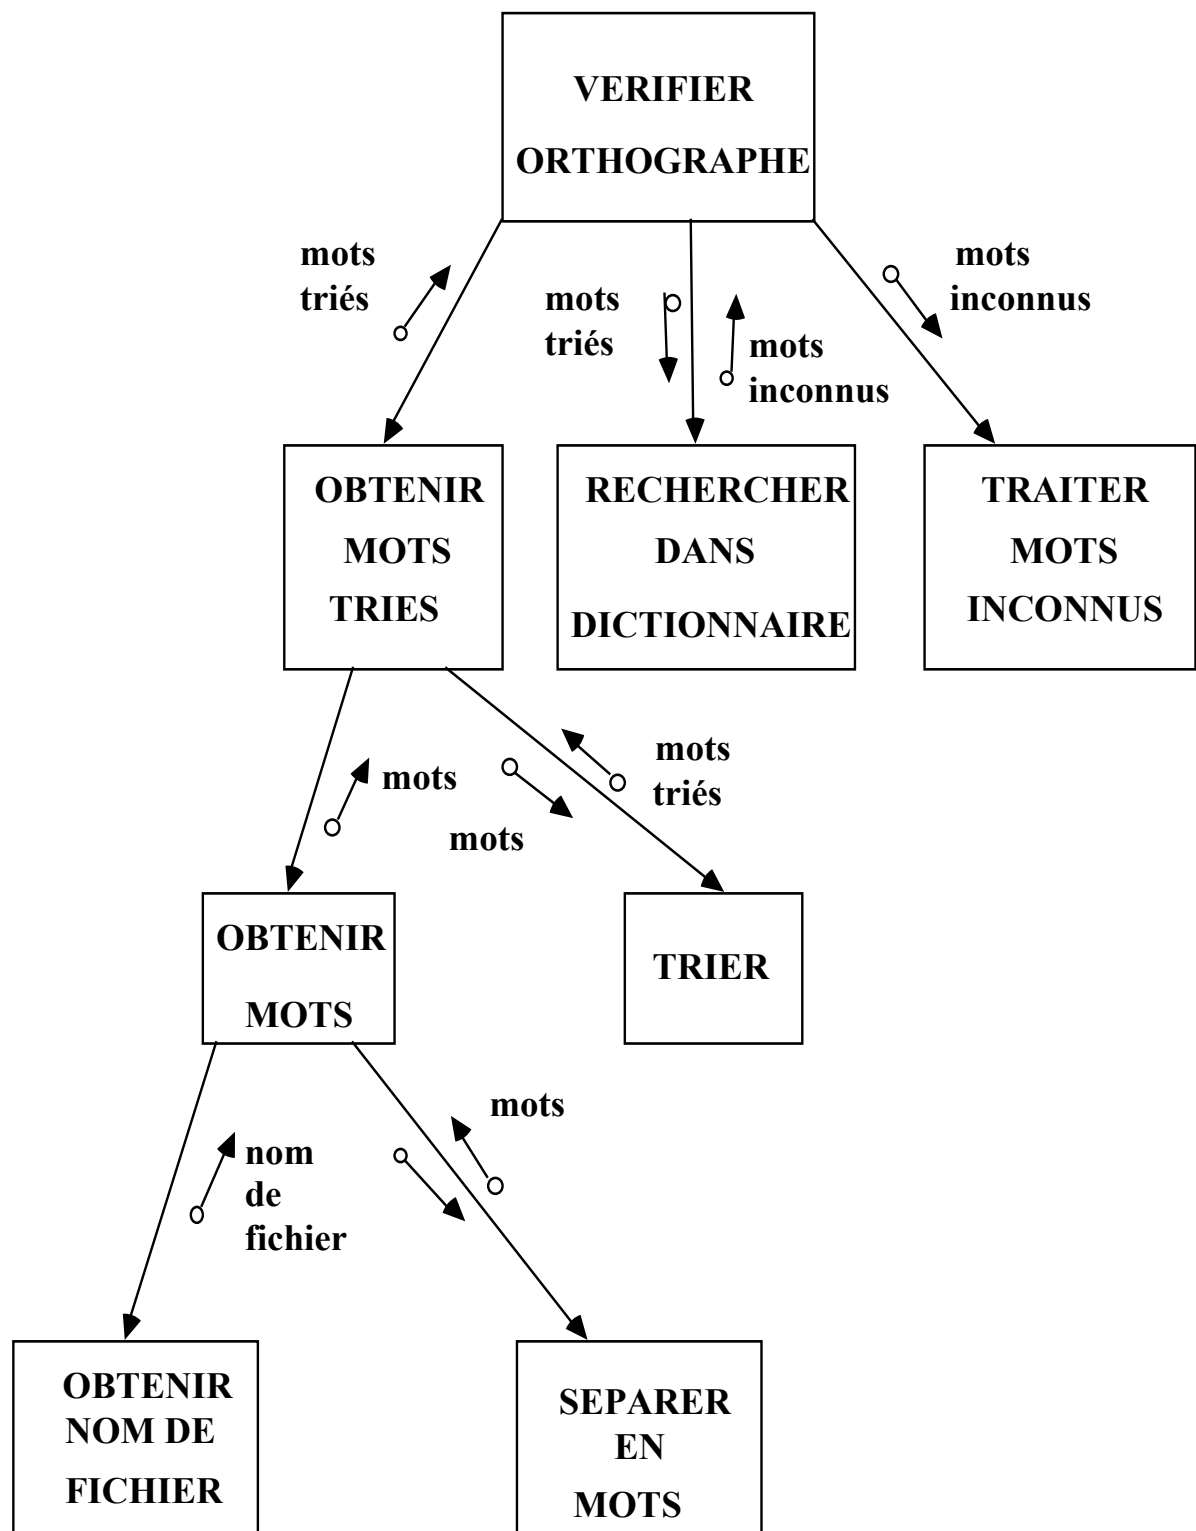 VERIFIER
ORTHOGRAPHE
mots
triés
mots
triés
mots
inconnus
mots
inconnus
OBTENIR
MOTS
TRIES
RECHERCHER
DANS
DICTIONNAIRE
TRAITER
MOTS
INCONNUS
mots
mots
mots
triés
OBTENIR
MOTS
TRIER
nom
de
fichier
mots
OBTENIR
NOM DE
FICHIER
SEPARER
EN
MOTS